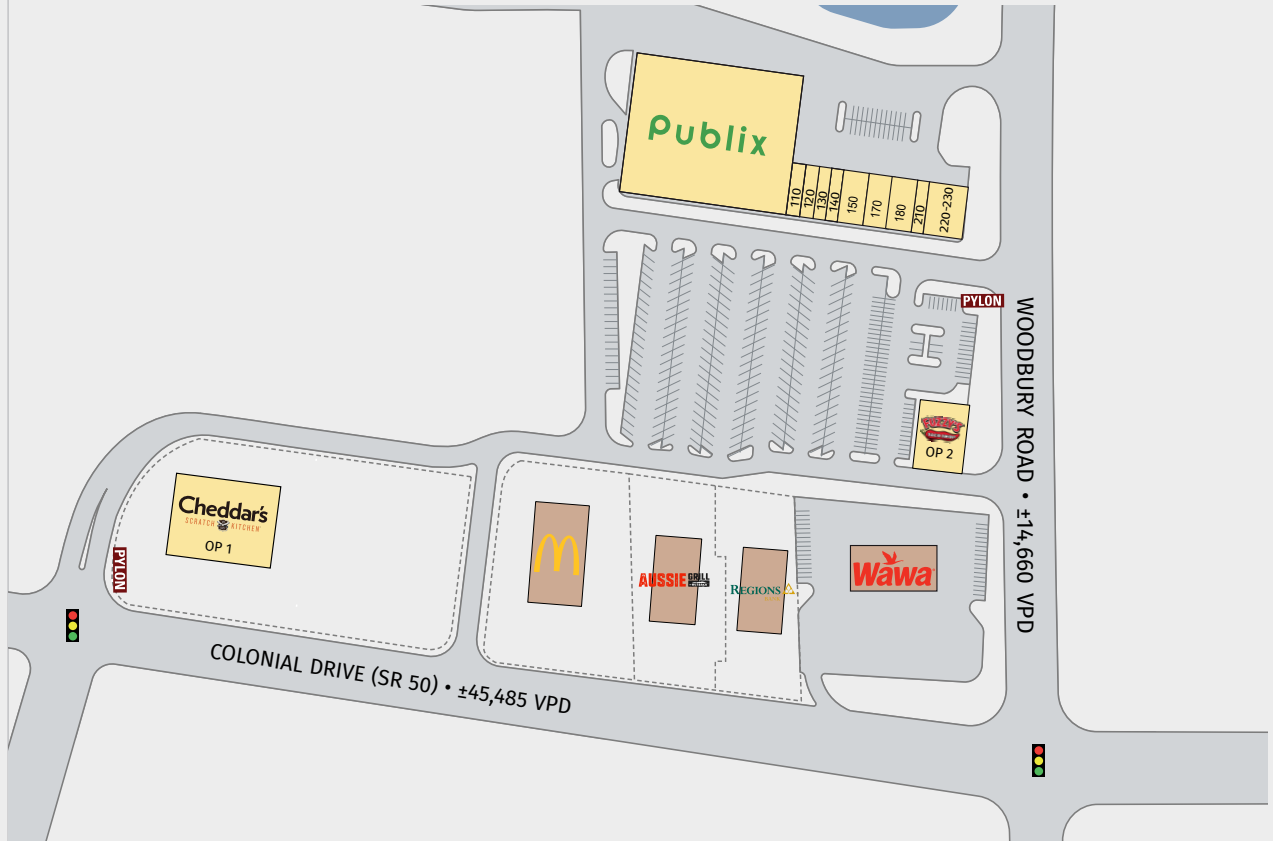 Publix
110
120
130
140
150
170
180
210
220-230
PYLON
WOODBURY ROAD • ±14,660 VPD
OP 2
Cheddar's
SCRATCH KITCHEN
OP 1
PYLON
AUSSIE GRILL
REGIONS
Wawa
COLONIAL DRIVE (SR 50) • ±45,485 VPD